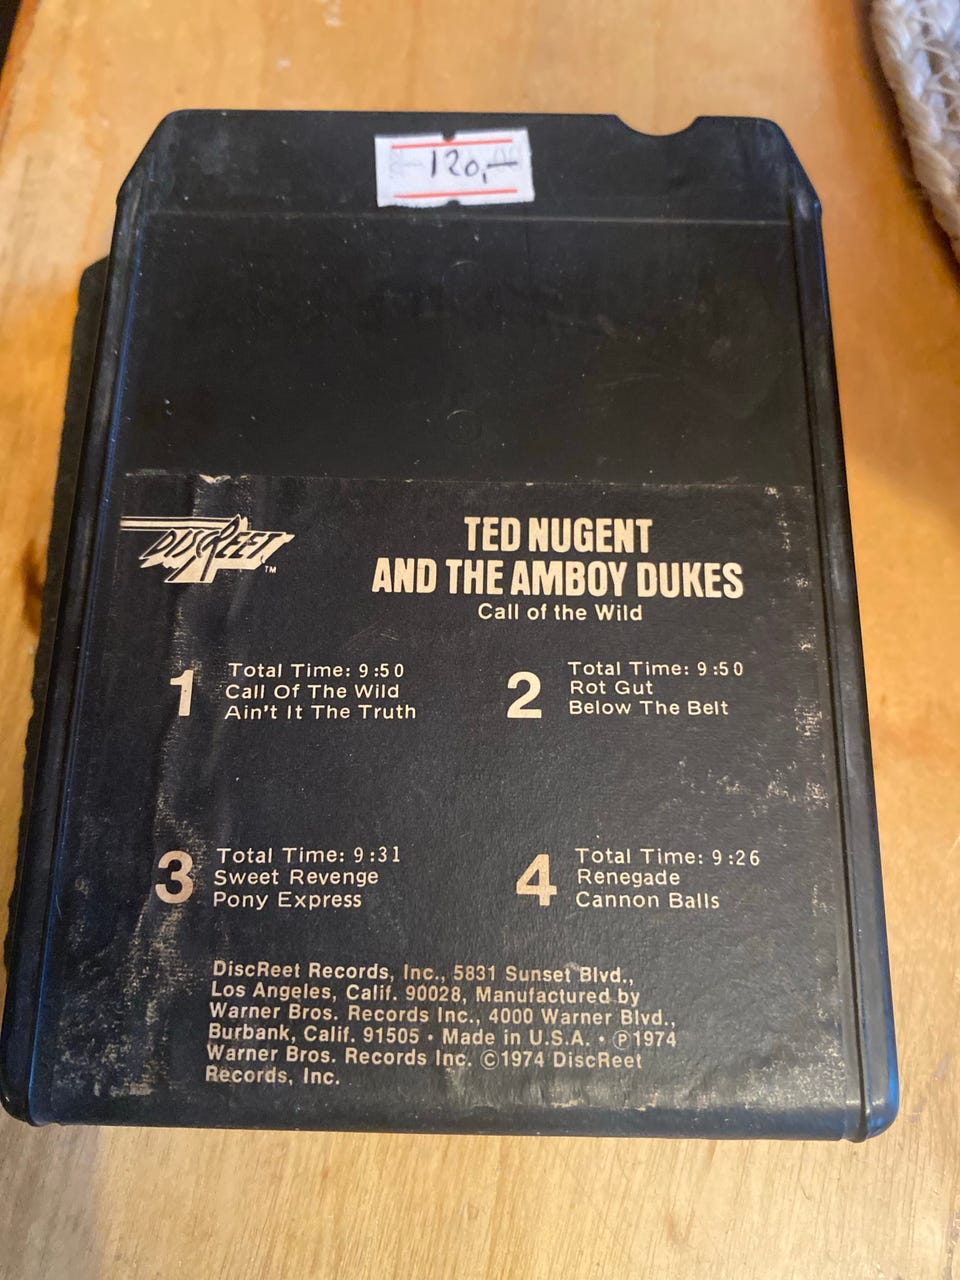 120,-
DISCREET
TM
TED NUGENT
AND THE AMBOY DUKES
Call of the Wild
1
Total Time: 9:50
Call Of The Wild
Ain't It The Truth
2
Total Time: 9:50
Rot Gut
Below The Belt
3
Total Time: 9:31
Sweet Revenge
Pony Express
4
Total Time: 9:26
Renegade
Cannon Balls
DiscReet Records, Inc., 5831 Sunset Blvd.,
Los Angeles, Calif. 90028, Manufactured by
Warner Bros. Records Inc., 4000 Warner Blvd.,
Burbank, Calif. 91505 • Made in U.S.A. • ℗1974
Warner Bros. Records Inc. ©1974 DiscReet
Records, Inc.